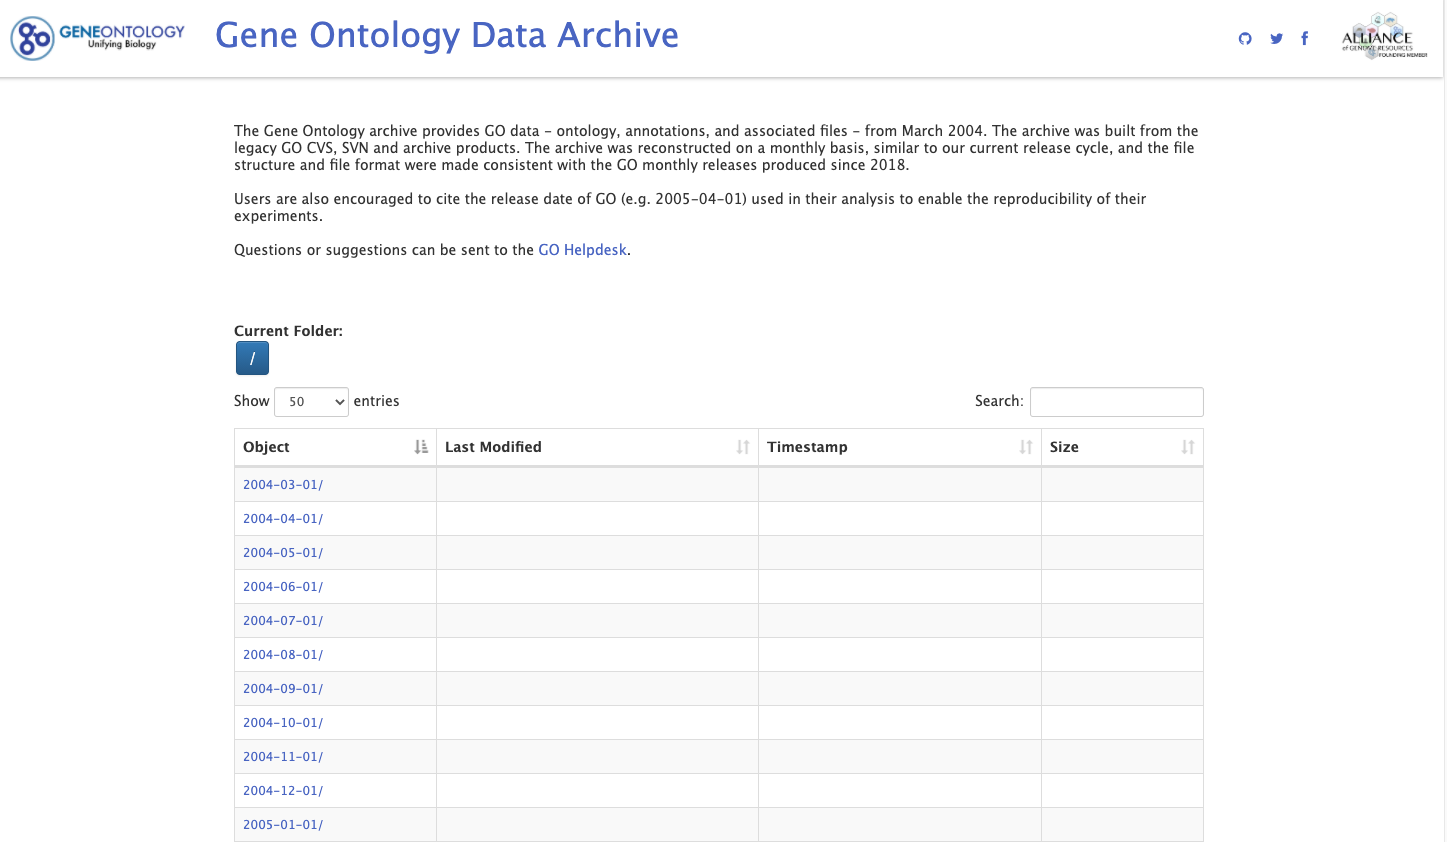 GENEONTOLOGY
Unifying Biology
Gene Ontology Data Archive
ALLIANCE
of GENOME RESOURCES
FOUNDING MEMBER
The Gene Ontology archive provides GO data – ontology, annotations, and associated files – from March 2004. The archive was built from the
legacy GO CVS, SVN and archive products. The archive was reconstructed on a monthly basis, similar to our current release cycle, and the file
structure and file format were made consistent with the GO monthly releases produced since 2018.
Users are also encouraged to cite the release date of GO (e.g. 2005-04-01) used in their analysis to enable the reproducibility of their
experiments.
Questions or suggestions can be sent to the GO Helpdesk.
Current Folder:
/
Show 50 entries Search:
Object Last Modified Timestamp Size
2004-03-01/
2004-04-01/
2004-05-01/
2004-06-01/
2004-07-01/
2004-08-01/
2004-09-01/
2004-10-01/
2004-11-01/
2004-12-01/
2005-01-01/